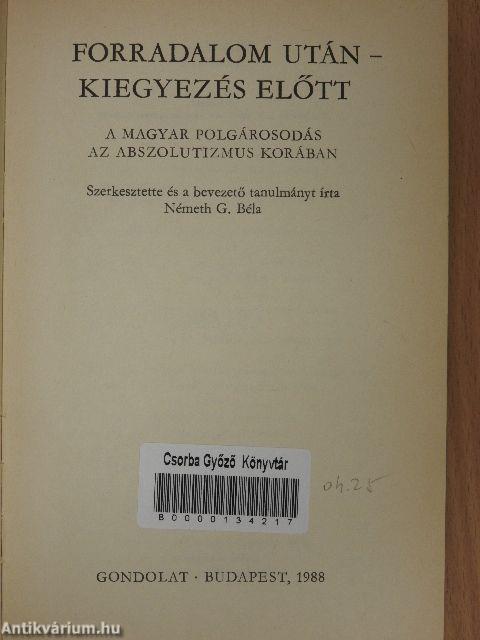 FORRADALOM UTÁN –
KIEGYEZÉS ELŐTT
A MAGYAR POLGÁROSODÁS
AZ ABSZOLUTIZMUS KORÁBAN
Szerkesztette és a bevezető tanulmányt írta
Németh G. Béla
Csorba Győző Könyvtár
B0000134217
04.25
GONDOLAT · BUDAPEST, 1988
Antikvárium.hu